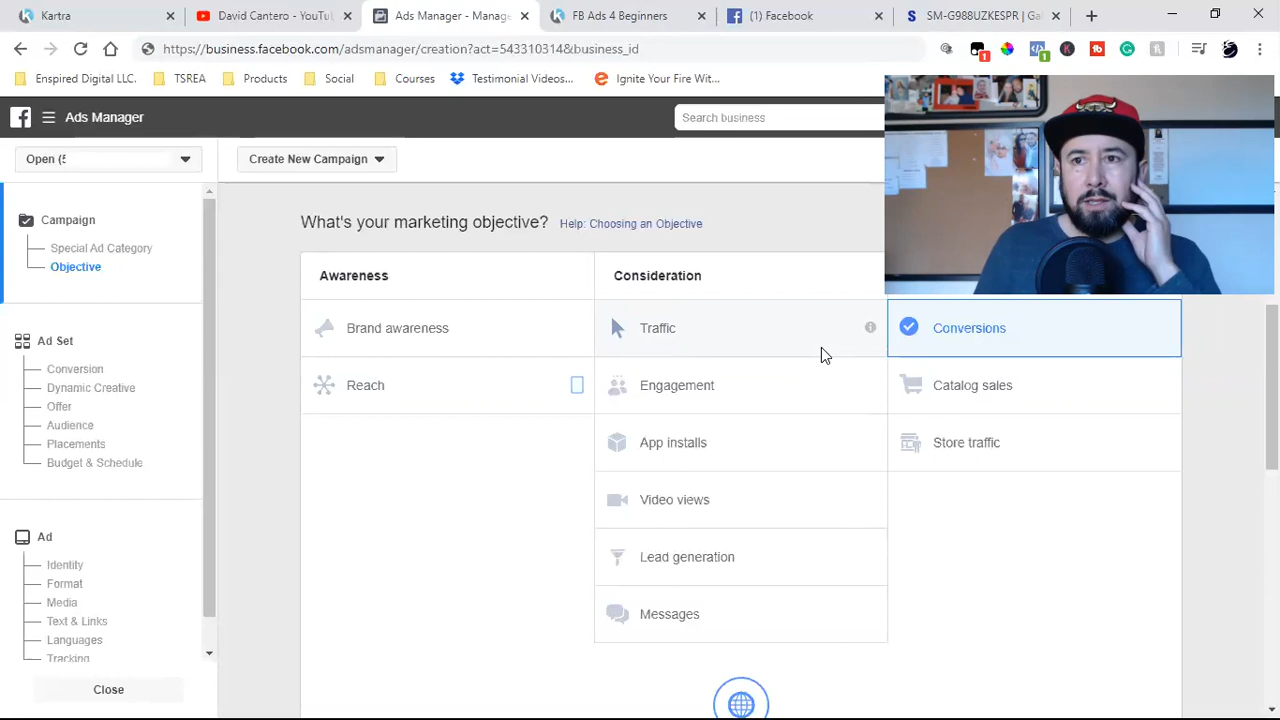 Kartra
David Cantero - YouTu
Ads Manager - Manage
FB Ads 4 Beginners
(1) Facebook
SM-G988UZKESPR | Gal
https://business.facebook.com/adsmanager/creation?act=543310314&business_id
1
1
Enspired Digital LLC.
TSREA
Products
Social
Courses
Testimonial Videos...
Ignite Your Fire Wit...
Ads Manager
Search business
Open (5
Create New Campaign
Campaign
Special Ad Category
Objective
Ad Set
Conversion
Dynamic Creative
Offer
Audience
Placements
Budget & Schedule
Ad
Identity
Format
Media
Text & Links
Languages
Tracking
Close
What's your marketing objective?
Help: Choosing an Objective
Awareness
Consideration
Brand awareness
Traffic
Conversions
Reach
Engagement
Catalog sales
App installs
Store traffic
Video views
Lead generation
Messages